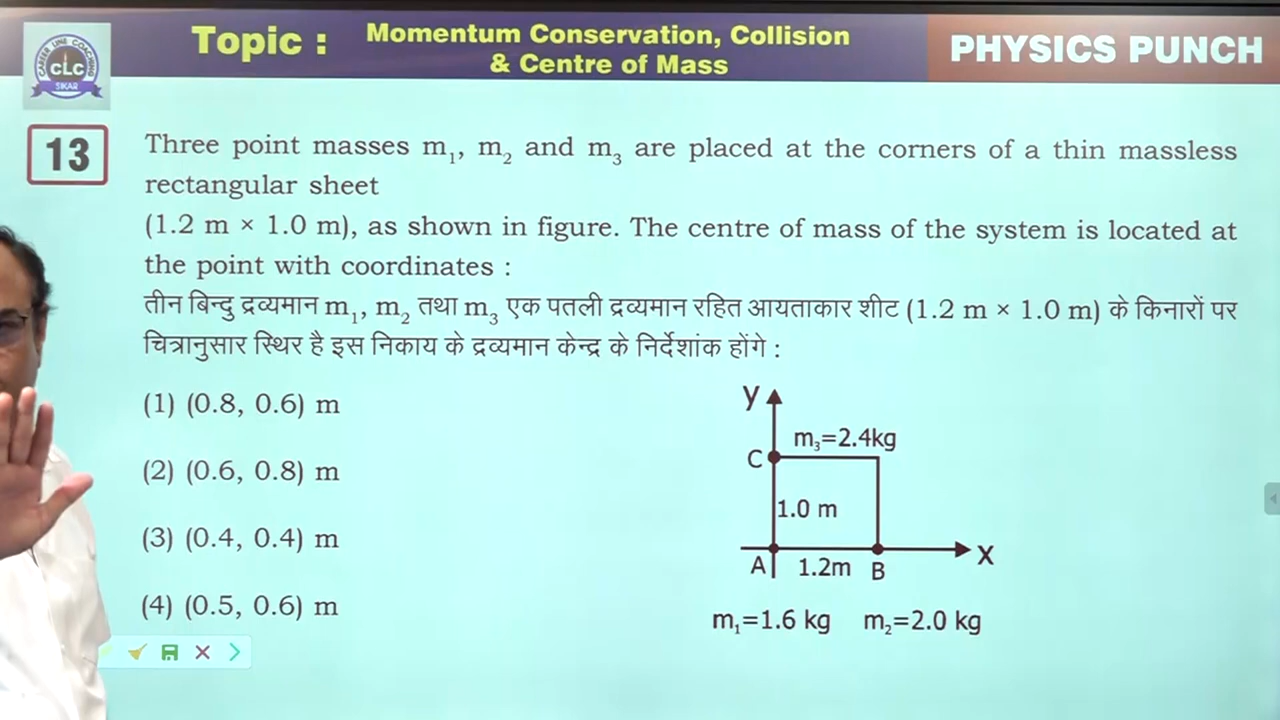 Topic : Momentum Conservation, Collision
& Centre of Mass
PHYSICS PUNCH
CAREER LINE COACHING
CLC
SIKAR
13
Three point masses m₁, m₂ and m₃ are placed at the corners of a thin massless
rectangular sheet
(1.2 m × 1.0 m), as shown in figure. The centre of mass of the system is located at
the point with coordinates :
तीन बिन्दु द्रव्यमान m₁, m₂ तथा m₃ एक पतली द्रव्यमान रहित आयताकार शीट (1.2 m × 1.0 m) के किनारों पर
चित्रानुसार स्थिर है इस निकाय के द्रव्यमान केन्द्र के निर्देशांक होंगे :
(1) (0.8, 0.6) m
(2) (0.6, 0.8) m
(3) (0.4, 0.4) m
(4) (0.5, 0.6) m
y
m₃=2.4kg
C
1.0 m
X
A 1.2m B
m₁=1.6 kg m₂=2.0 kg